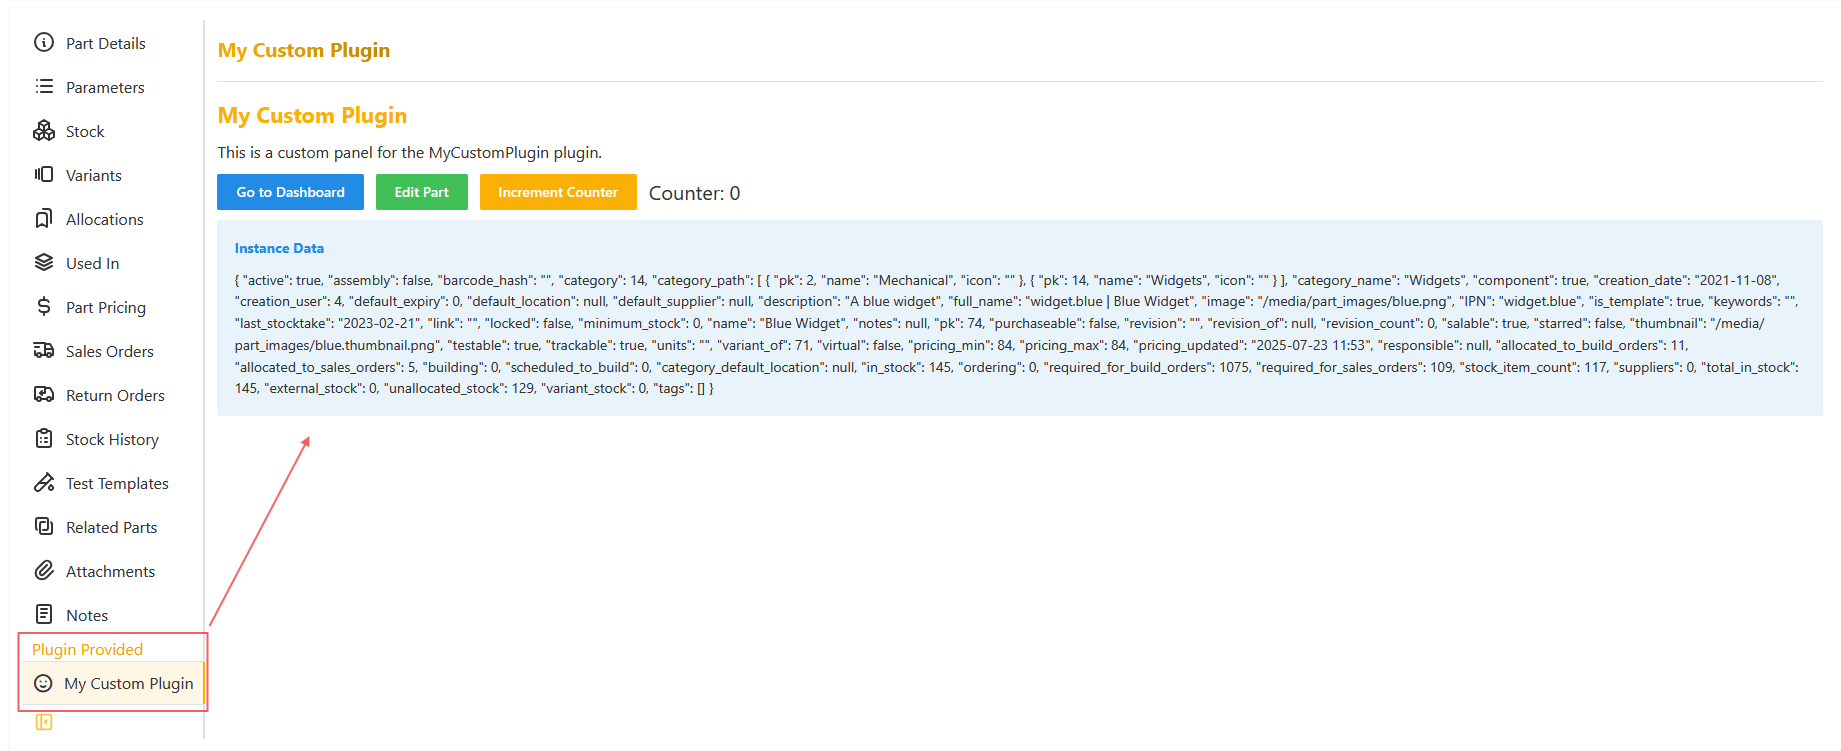 Part Details
Parameters
Stock
Variants
Allocations
Used In
Part Pricing
Sales Orders
Return Orders
Stock History
Test Templates
Related Parts
Attachments
Notes
Plugin Provided
My Custom Plugin
My Custom Plugin
My Custom Plugin
This is a custom panel for the MyCustomPlugin plugin.
Go to Dashboard Edit Part Increment Counter Counter: 0
Instance Data
{ "active": true, "assembly": false, "barcode_hash": "", "category": 14, "category_path": [ { "pk": 2, "name": "Mechanical", "icon": "" }, { "pk": 14, "name": "Widgets", "icon": "" } ], "category_name": "Widgets", "component": true, "creation_date": "2021-11-08",
"creation_user": 4, "default_expiry": 0, "default_location": null, "default_supplier": null, "description": "A blue widget", "full_name": "widget.blue | Blue Widget", "image": "/media/part_images/blue.png", "IPN": "widget.blue", "is_template": true, "keywords": "",
"last_stocktake": "2023-02-21", "link": "", "locked": false, "minimum_stock": 0, "name": "Blue Widget", "notes": null, "pk": 74, "purchaseable": false, "revision": "", "revision_of": null, "revision_count": 0, "salable": true, "starred": false, "thumbnail": "/media/
part_images/blue.thumbnail.png", "testable": true, "trackable": true, "units": "", "variant_of": 71, "virtual": false, "pricing_min": 84, "pricing_max": 84, "pricing_updated": "2025-07-23 11:53", "responsible": null, "allocated_to_build_orders": 11,
"allocated_to_sales_orders": 5, "building": 0, "scheduled_to_build": 0, "category_default_location": null, "in_stock": 145, "ordering": 0, "required_for_build_orders": 1075, "required_for_sales_orders": 109, "stock_item_count": 117, "suppliers": 0, "total_in_stock":
145, "external_stock": 0, "unallocated_stock": 129, "variant_stock": 0, "tags": [] }